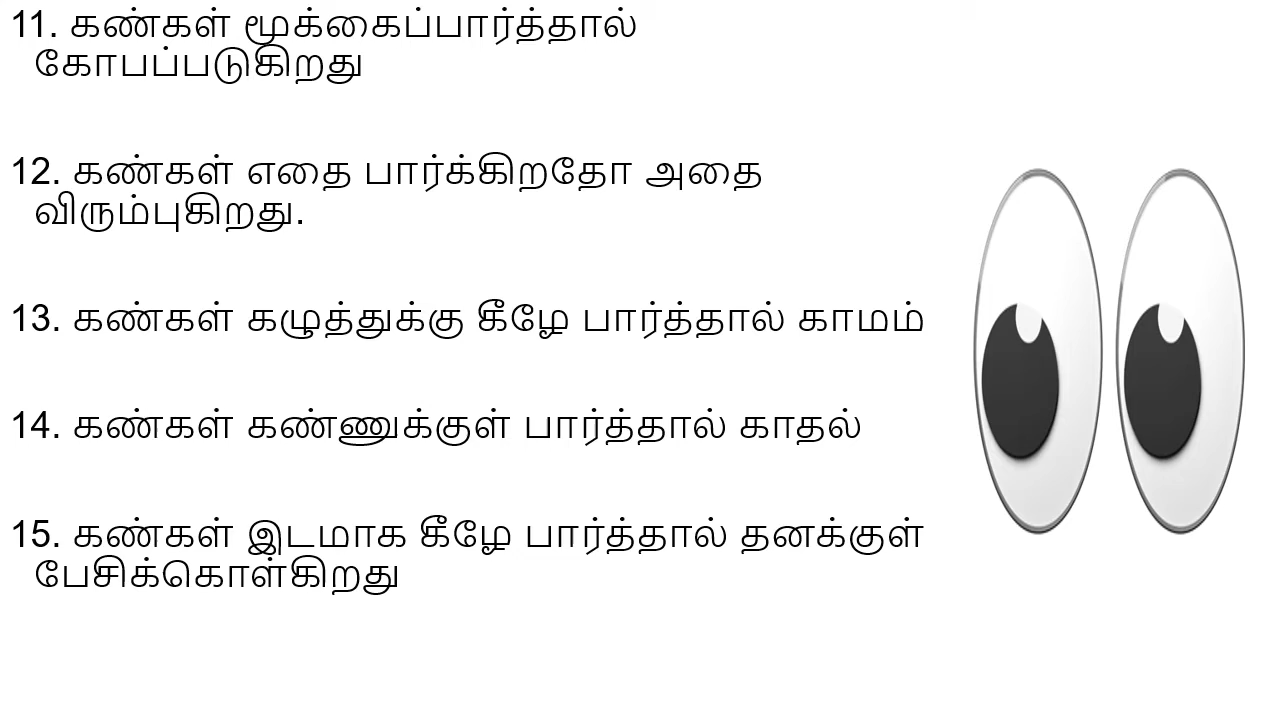 11. கண்கள் மூக்கைப்பார்த்தால்
கோபப்படுகிறது
12. கண்கள் எதை பார்க்கிறதோ அதை
விரும்புகிறது.
13. கண்கள் கழுத்துக்கு கீழே பார்த்தால் காமம்
14. கண்கள் கண்ணுக்குள் பார்த்தால் காதல்
15. கண்கள் இடமாக கீழே பார்த்தால் தனக்குள்
பேசிக்கொள்கிறது